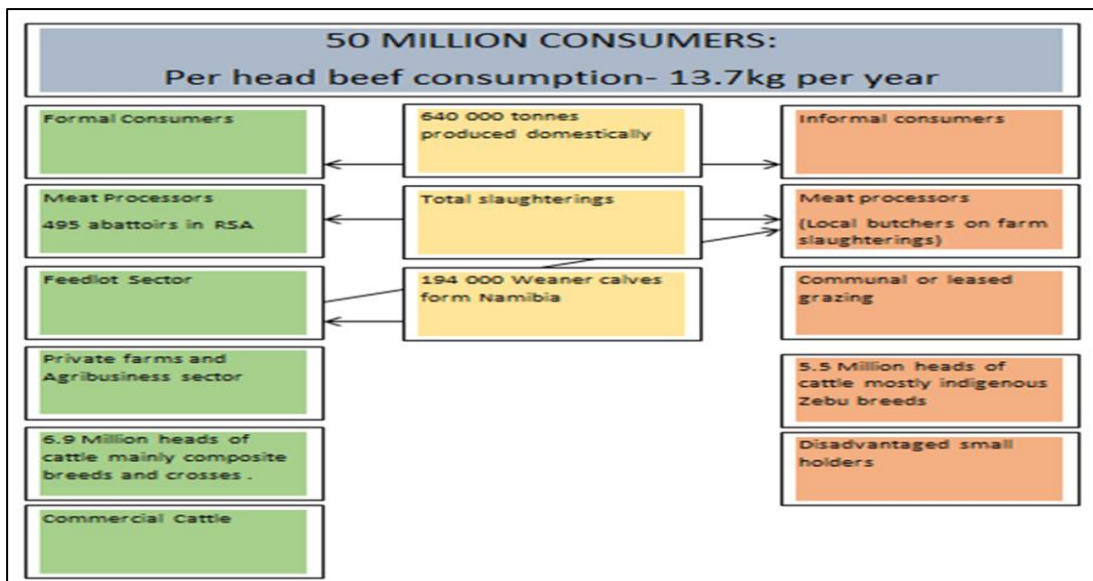 50 MILLION CONSUMERS:
Per head beef consumption- 13.7kg per year
Formal Consumers
640 000 tonnes
produced domestically
Informal consumers
Meat Processors
495 abattoirs in RSA
Total slaughterings
Meat processors
(Local butchers on farm
slaughterings)
Feedlot Sector
194 000 Weaner calves
form Namibia
Communal or leased
grazing
Private farms and
Agribusiness sector
5.5 Million heads of
cattle mostly indigenous
Zebu breeds
6.9 Million heads of
cattle mainly composite
breeds and crosses .
Disadvantaged small
holders
Commercial Cattle